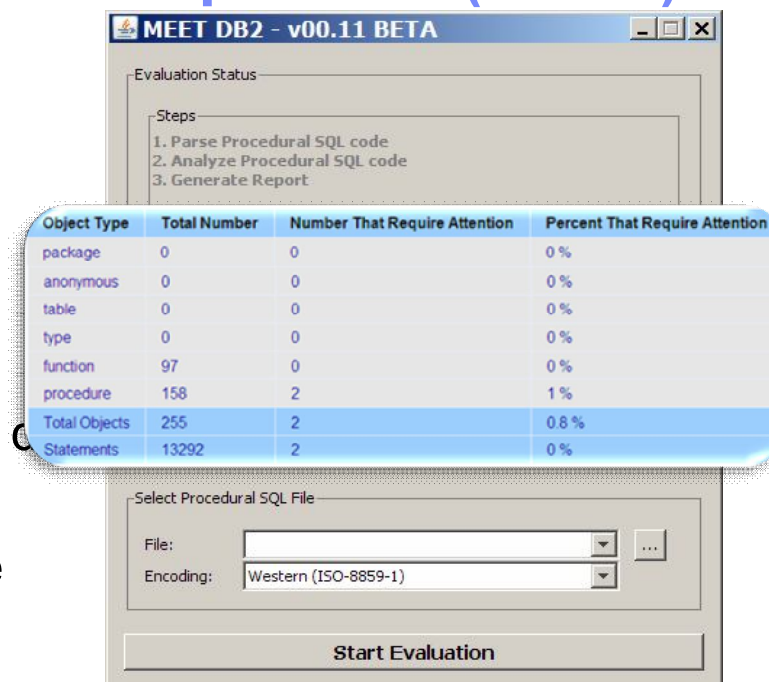 MEET DB2 - v00.11 BETA
Evaluation Status
Steps
1. Parse Procedural SQL code
2. Analyze Procedural SQL code
3. Generate Report
Object Type Total Number Number That Require Attention Percent That Require Attention
package 0 0 0 %
anonymous 0 0 0 %
table 0 0 0 %
type 0 0 0 %
function 97 0 0 %
procedure 158 2 1 %
Total Objects 255 2 0.8 %
Statements 13292 2 0 %
Select Procedural SQL File
File:
...
Encoding: Western (ISO-8859-1)
Start Evaluation